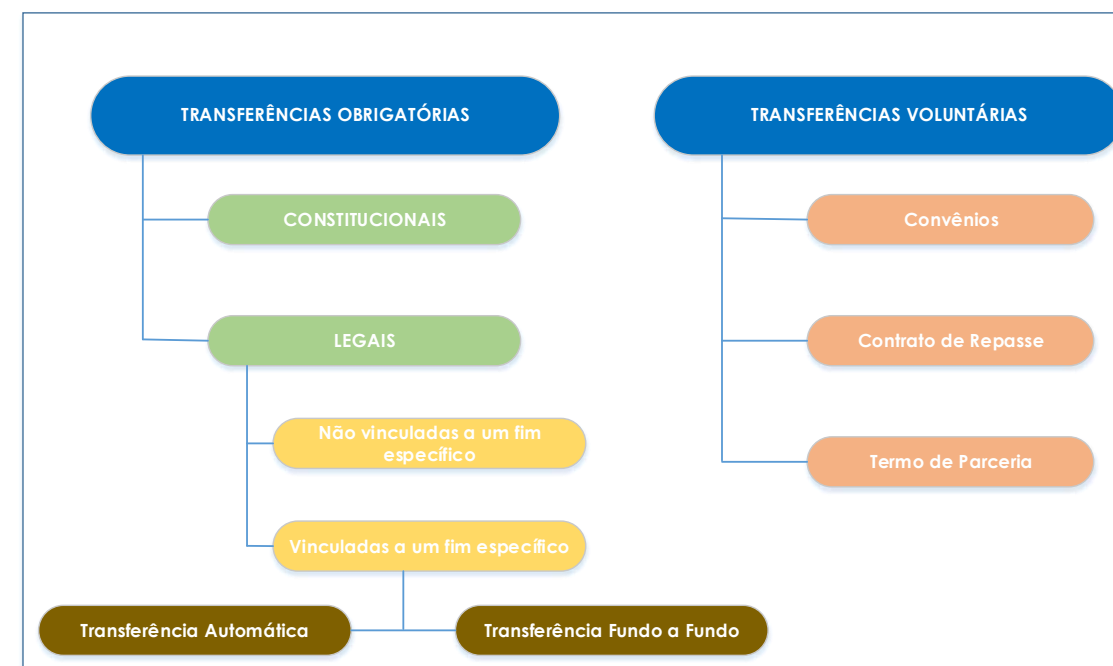 TRANSFERÊNCIAS OBRIGATÓRIAS
CONSTITUCIONAIS
LEGAIS
Não vinculadas a um fim
específico
Vinculadas a um fim específico
Transferência Automática
Transferência Fundo a Fundo
TRANSFERÊNCIAS VOLUNTÁRIAS
Convênios
Contrato de Repasse
Termo de Parceria